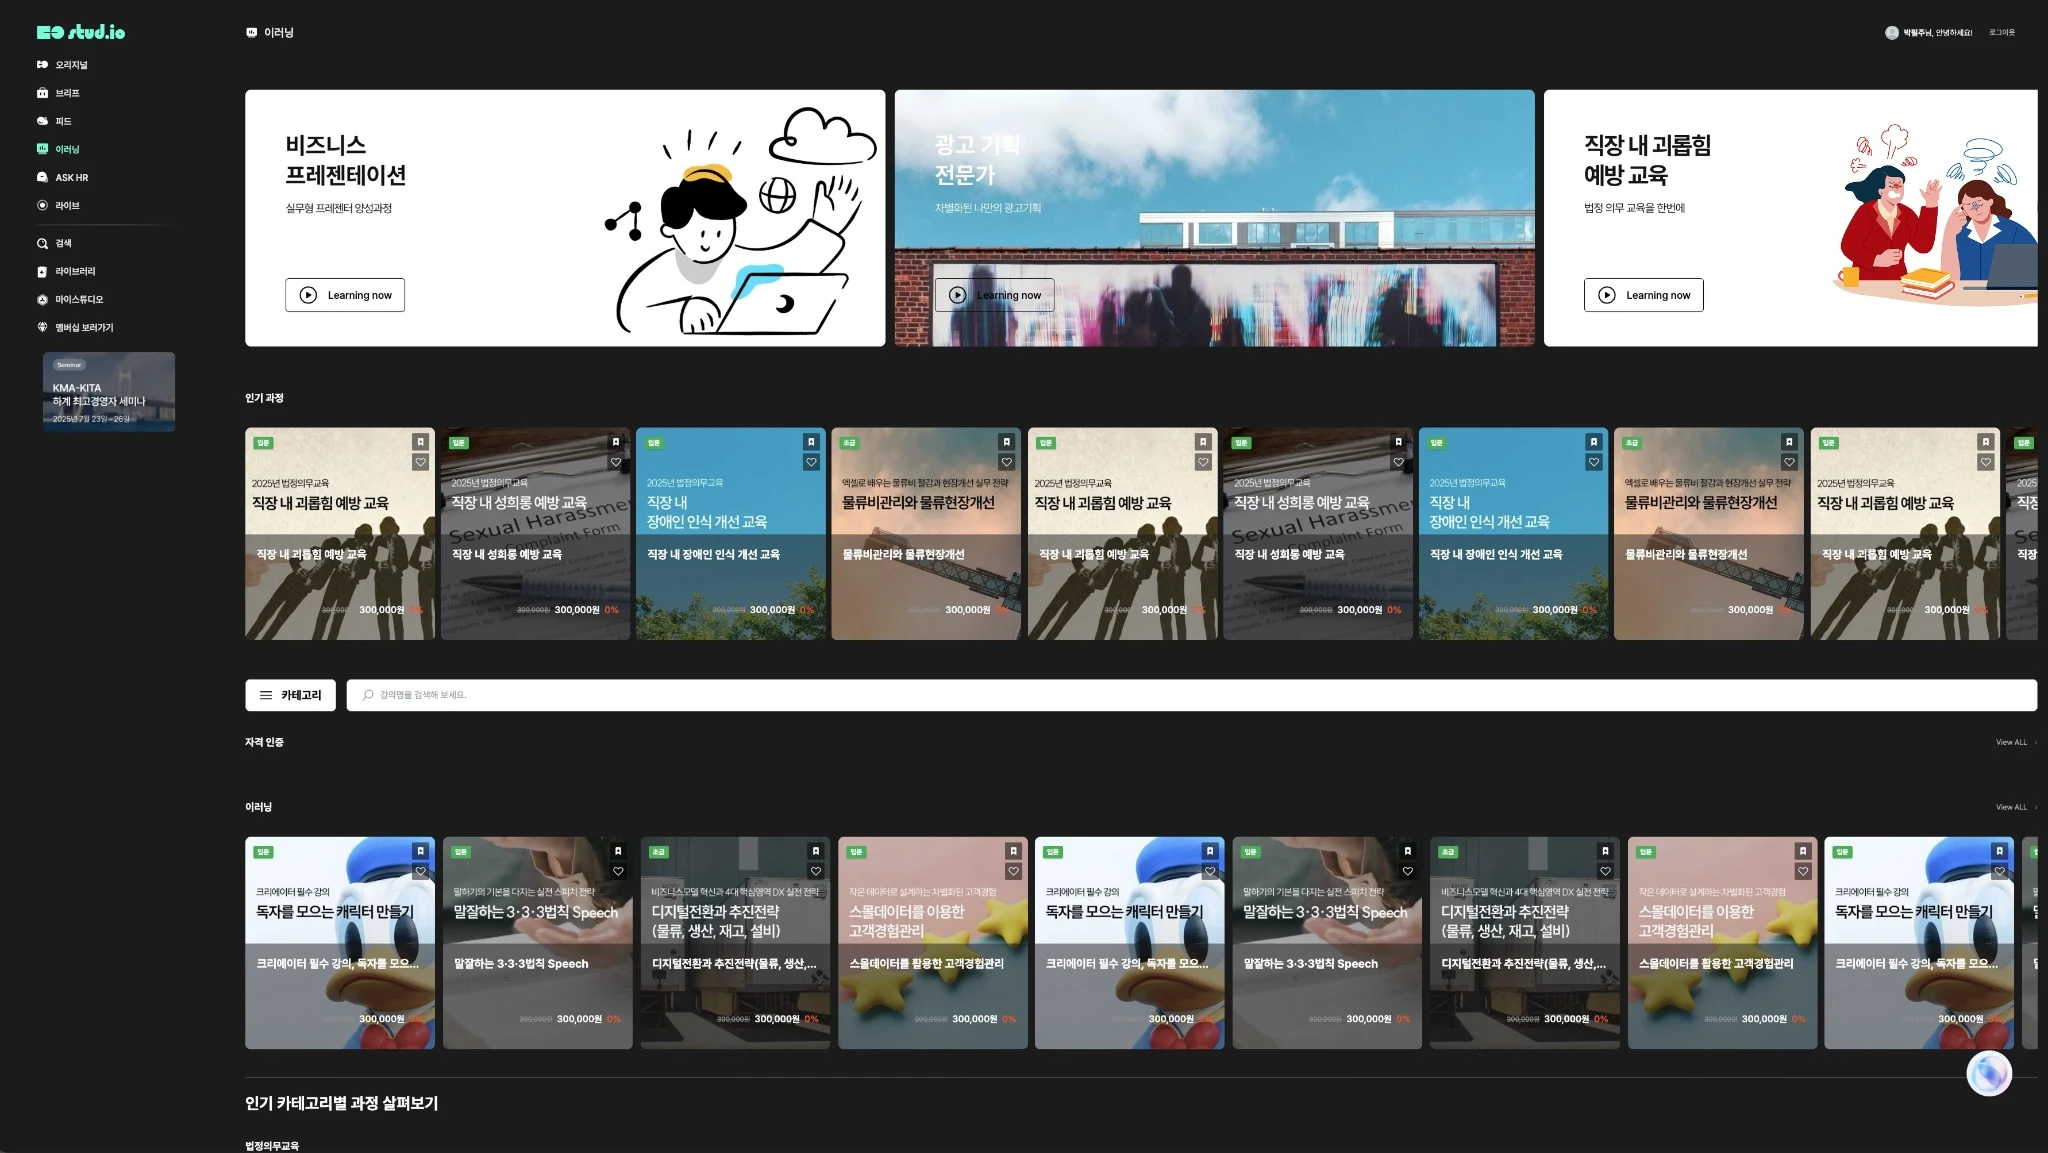 EO stud.io
오리지널
브리프
피드
이러닝
ASK HR
라이브
검색
라이브러리
마이스튜디오
멤버십 보러가기
Seminar
KMA-KITA
하계 최고경영자 세미나
2025년 7월 23일 - 26일
이러닝
박필주님, 안녕하세요!
로그아웃
비즈니스
프레젠테이션
실무형 프레젠터 양성과정
Learning now
광고 기획
전문가
차별화된 나만의 광고기획
Learning now
직장 내 괴롭힘
예방 교육
법정 의무 교육을 한번에
Learning now
인기 과정
입문
2025년 법정의무교육
직장 내 괴롭힘 예방 교육
직장 내 괴롭힘 예방 교육
300,000원 300,000원 0%
입문
2025년 법정의무교육
직장 내 성희롱 예방 교육
Sexual Harassment
Complaint Form
직장 내 성희롱 예방 교육
300,000원 300,000원 0%
입문
2025년 법정의무교육
직장 내
장애인 인식 개선 교육
직장 내 장애인 인식 개선 교육
300,000원 300,000원 0%
초급
엑셀로 배우는 물류비 절감과 현장개선 실무 전략
물류비관리와 물류현장개선
물류비관리와 물류현장개선
300,000원
입문
2025년 법정의무교육
직장 내 괴롭힘 예방 교육
직장 내 괴롭힘 예방 교육
300,000원 300,000원 0%
입문
2025년 법정의무교육
직장 내 성희롱 예방 교육
Sexual Harassment
Complaint Form
직장 내 성희롱 예방 교육
300,000원 300,000원 0%
입문
2025년 법정의무교육
직장 내
장애인 인식 개선 교육
직장 내 장애인 인식 개선 교육
300,000원 300,000원 0%
초급
엑셀로 배우는 물류비 절감과 현장개선 실무 전략
물류비관리와 물류현장개선
물류비관리와 물류현장개선
300,000원
입문
2025년 법정의무교육
직장 내 괴롭힘 예방 교육
직장 내 괴롭힘 예방 교육
300,000원 300,000원 0%
입문
2025
직장
직장
카테고리
강의명을 검색해 보세요.
자격 인증
View ALL
이러닝
View ALL
입문
크리에이터 필수 강의
독자를 모으는 캐릭터 만들기
크리에이터 필수 강의, 독자를 모으...
300,000원
입문
말하기의 기본을 다지는 실전 스피치 전략
말잘하는 3·3·3법칙 Speech
말잘하는 3·3·3법칙 Speech
300,000원 300,000원 0%
초급
비즈니스모델 혁신과 4대 핵심영역 DX 실전 전략
디지털전환과 추진전략
(물류, 생산, 재고, 설비)
디지털전환과 추진전략(물류, 생산,...
300,000원 300,000원 0%
입문
작은 데이터로 설계하는 차별화된 고객경험
스몰데이터를 이용한
고객경험관리
스몰데이터를 활용한 고객경험관리
300,000원 300,000원 0%
입문
크리에이터 필수 강의
독자를 모으는 캐릭터 만들기
크리에이터 필수 강의, 독자를 모으...
300,000원
입문
말하기의 기본을 다지는 실전 스피치 전략
말잘하는 3·3·3법칙 Speech
말잘하는 3·3·3법칙 Speech
300,000원 300,000원 0%
초급
비즈니스모델 혁신과 4대 핵심영역 DX 실전 전략
디지털전환과 추진전략
(물류, 생산, 재고, 설비)
디지털전환과 추진전략(물류, 생산,...
300,000원 300,000원 0%
입문
작은 데이터로 설계하는 차별화된 고객경험
스몰데이터를 이용한
고객경험관리
스몰데이터를 활용한 고객경험관리
300,000원 300,000원 0%
입문
크리에이터 필수 강의
독자를 모으는 캐릭터 만들기
크리에이터 필수 강의, 독자를 모으...
300,000원
인기 카테고리별 과정 살펴보기
법정의무교육